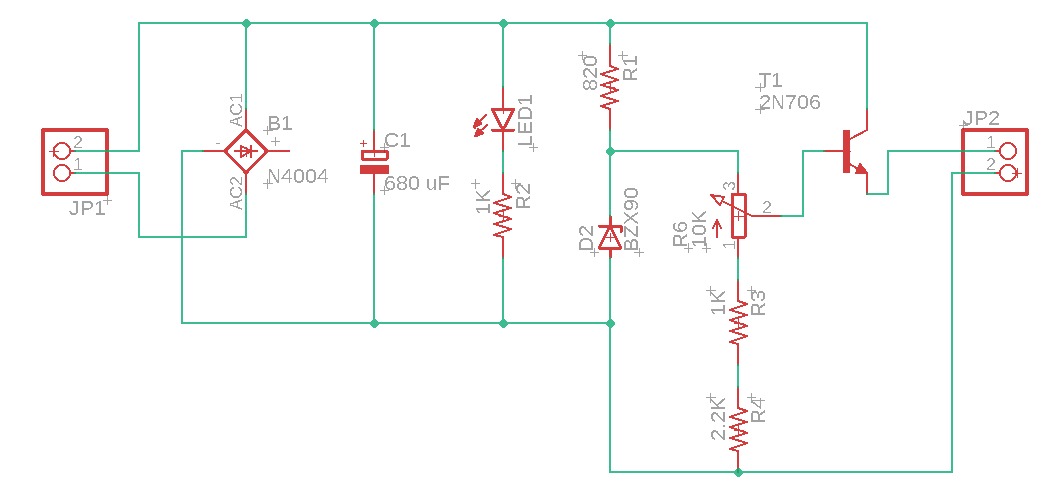 2
1
JP1
AC1
AC2
-
+
B1
N4004
+
C1
680 uF
LED1
1K
R2
820
R1
D2
BZX90
T1
2N706
3
2
1
R6
10K
1K
R3
2.2K
R4
JP2
1
2